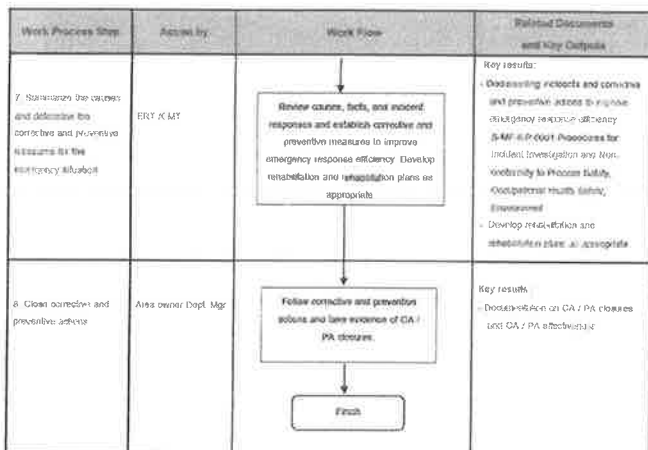 Work Process Step
Action by
Work Flow
Related Documents
and Key Outputs
7. Summarize the causes
and determine the
corrective and preventive
measures for the
emergency situation
ERT /CMT
Review causes, facts, and incident
responses and establish corrective and
preventive measures to improve
emergency response efficiency. Develop
rehabilitation and rehabilitation plans as
appropriate
Key results:
- Documenting incidents and corrective
and preventive actions to improve
emergency response efficiency
Procedures for
Incident Investigation and Non-
conformity to Process Safety,
Occupational Health Safety,
Environment
- Develop rehabilitation and
rehabilitation plans as appropriate
8. Close corrective and
preventive actions
Area owner Dept. Mgr
Follow corrective and preventive
actions and take evidence of CA /
PA closures.
Finish
Key results :
- Documentation on CA / PA closures
and CA / PA effectiveness